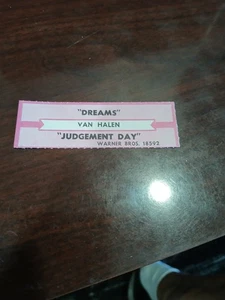 "DREAMS"
VAN HALEN
"JUDGEMENT DAY"
WARNER BROS. 18592